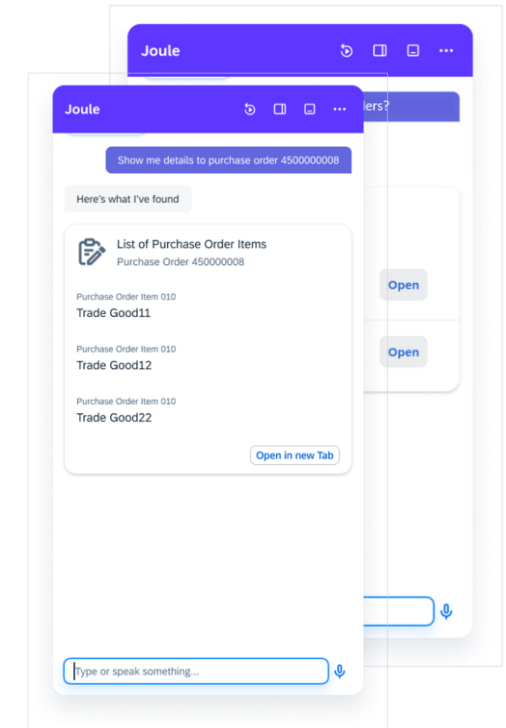 Joule
ders?
Open
Open
Joule
Show me details to purchase order 4500000008
Here's what I've found
List of Purchase Order Items
Purchase Order 450000008
Purchase Order Item 010
Trade Good11
Purchase Order Item 010
Trade Good12
Purchase Order Item 010
Trade Good22
Open in new Tab
Type or speak something...